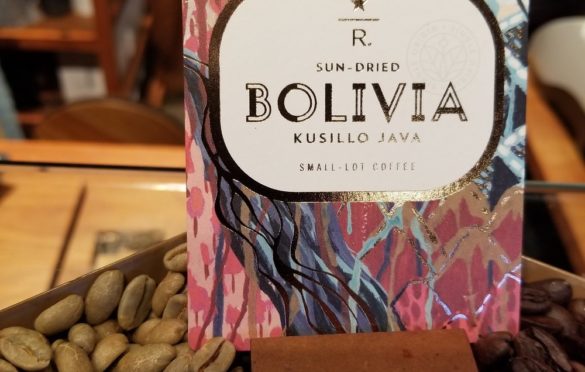 R.
SUN-DRIED
BOLIVIA
KUSILLO JAVA
SMALL-LOT COFFEE